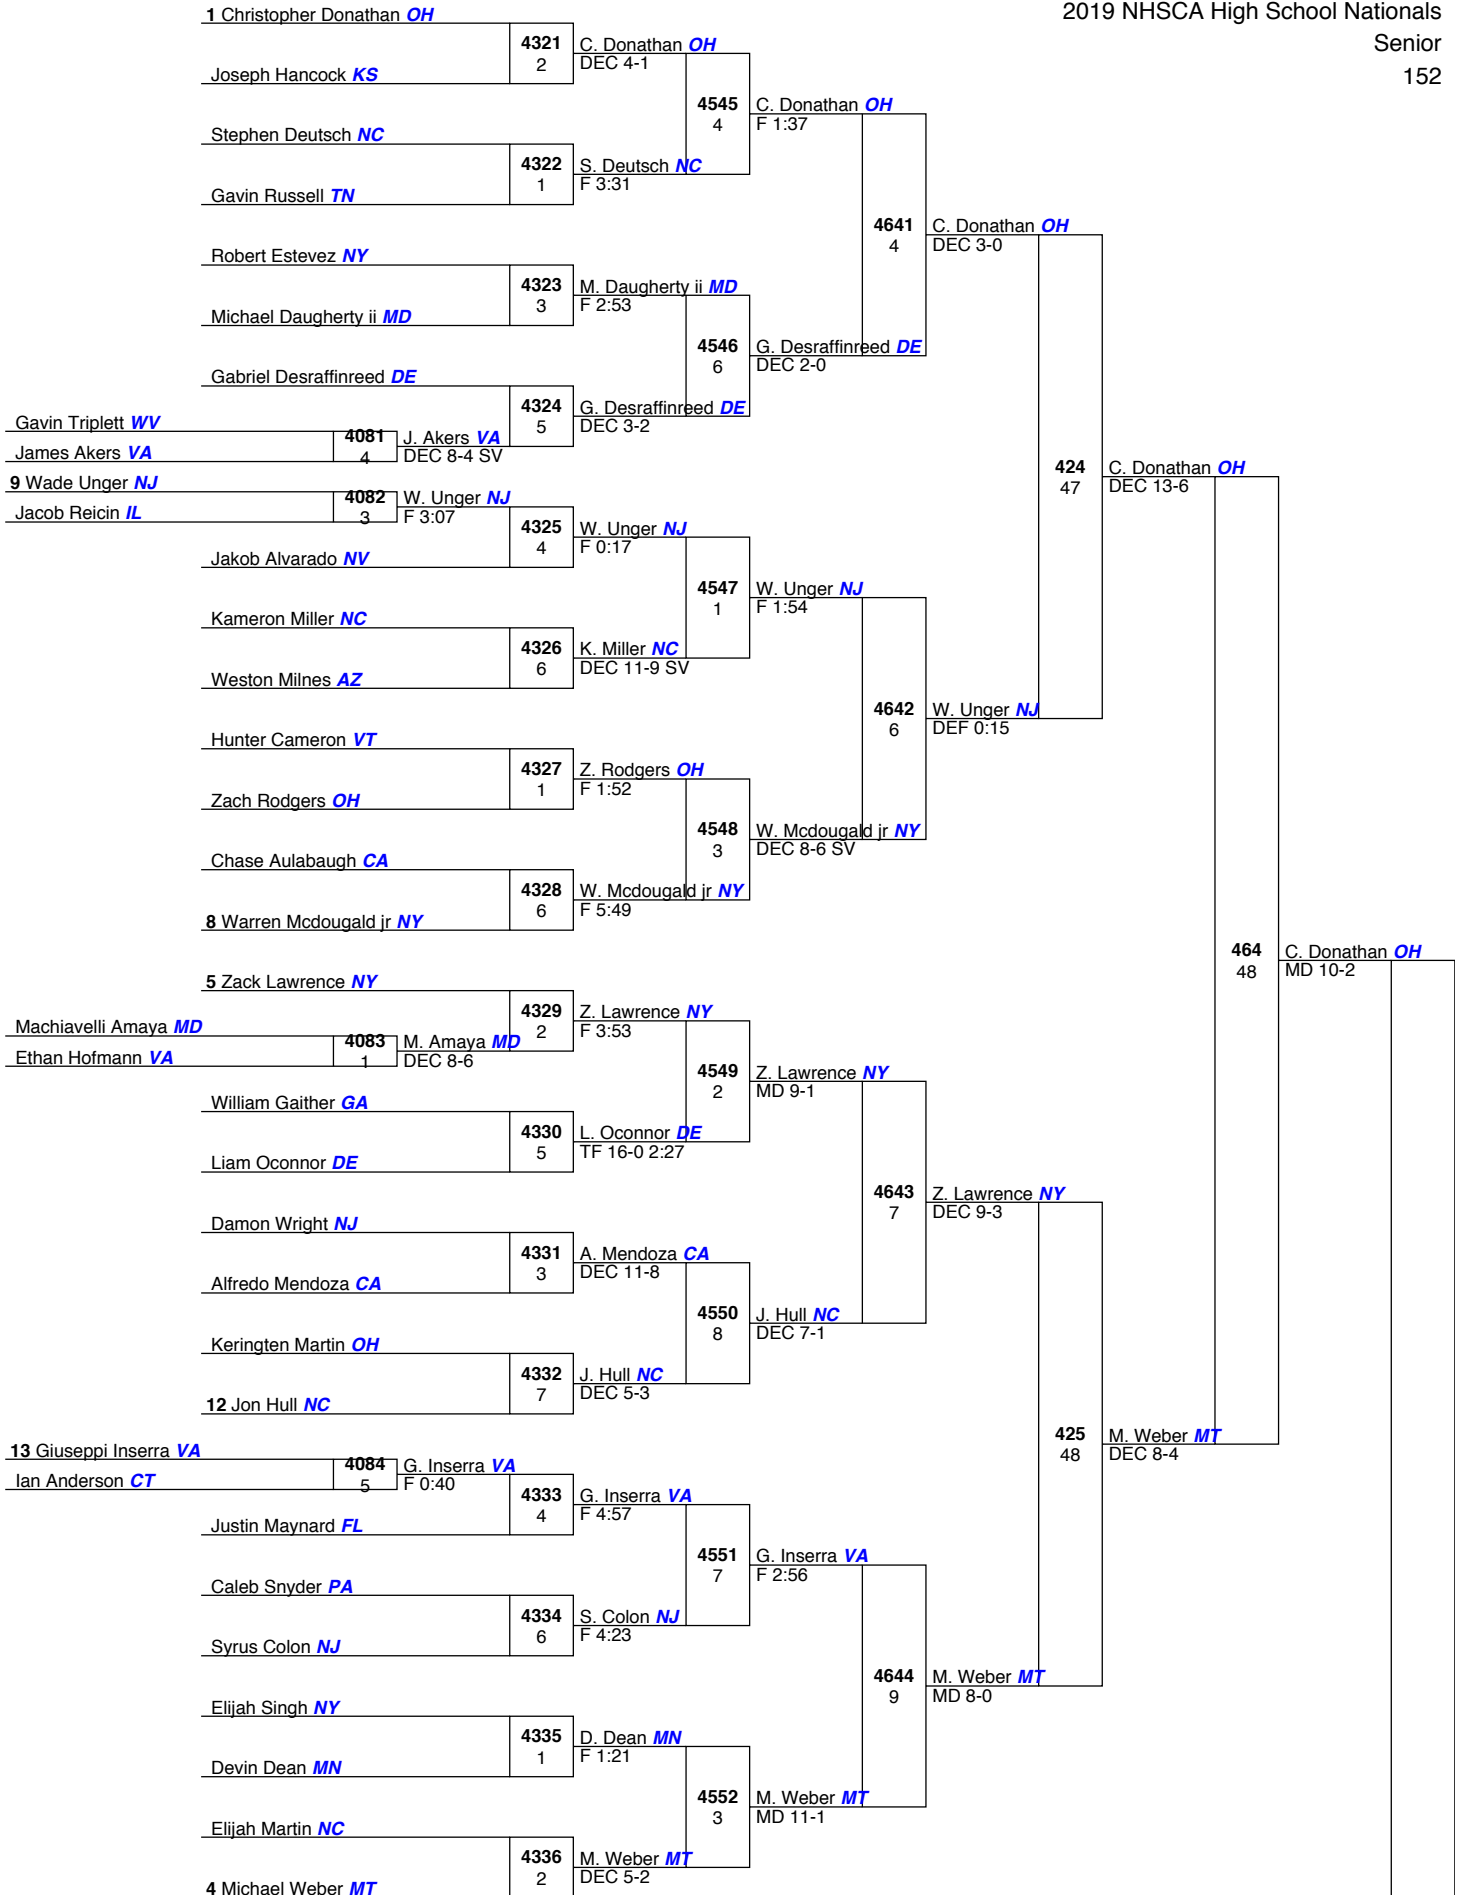 2019 NHSCA High School Nationals
Senior
152
1 Christopher Donathan OH
4321
2
C. Donathan OH
DEC 4-1
Joseph Hancock KS
4545
4
C. Donathan OH
F 1:37
Stephen Deutsch NC
4322
1
S. Deutsch NC
F 3:31
Gavin Russell TN
4641
4
C. Donathan OH
DEC 3-0
Robert Estevez NY
4323
3
M. Daugherty ii MD
F 2:53
Michael Daugherty ii MD
4546
6
G. Desraffinreed DE
DEC 2-0
Gabriel Desraffinreed DE
4324
5
G. Desraffinreed DE
DEC 3-2
Gavin Triplett WV
4081
4
J. Akers VA
DEC 8-4 SV
James Akers VA
424
47
C. Donathan OH
DEC 13-6
9 Wade Unger NJ
4082
3
W. Unger NJ
F 3:07
Jacob Reicin IL
4325
4
W. Unger NJ
F 0:17
Jakob Alvarado NV
4547
1
W. Unger NJ
F 1:54
Kameron Miller NC
4326
6
K. Miller NC
DEC 11-9 SV
Weston Milnes AZ
4642
6
W. Unger NJ
DEF 0:15
Hunter Cameron VT
4327
1
Z. Rodgers OH
F 1:52
Zach Rodgers OH
4548
3
W. Mcdougald jr NY
DEC 8-6 SV
Chase Aulabaugh CA
4328
6
W. Mcdougald jr NY
F 5:49
8 Warren Mcdougald jr NY
464
48
C. Donathan OH
MD 10-2
5 Zack Lawrence NY
4329
2
Z. Lawrence NY
F 3:53
Machiavelli Amaya MD
4083
1
M. Amaya MD
DEC 8-6
Ethan Hofmann VA
4549
2
Z. Lawrence NY
MD 9-1
William Gaither GA
4330
5
L. Oconnor DE
TF 16-0 2:27
Liam Oconnor DE
4643
7
Z. Lawrence NY
DEC 9-3
Damon Wright NJ
4331
3
A. Mendoza CA
DEC 11-8
Alfredo Mendoza CA
4550
8
J. Hull NC
DEC 7-1
Keringten Martin OH
4332
7
J. Hull NC
DEC 5-3
12 Jon Hull NC
425
48
M. Weber MT
DEC 8-4
13 Giuseppi Inserra VA
4084
5
G. Inserra VA
F 0:40
Ian Anderson CT
4333
4
G. Inserra VA
F 4:57
Justin Maynard FL
4551
7
G. Inserra VA
F 2:56
Caleb Snyder PA
4334
6
S. Colon NJ
F 4:23
Syrus Colon NJ
4644
9
M. Weber MT
MD 8-0
Elijah Singh NY
4335
1
D. Dean MN
F 1:21
Devin Dean MN
4552
3
M. Weber MT
MD 11-1
Elijah Martin NC
4336
2
M. Weber MT
DEC 5-2
4 Michael Weber MT